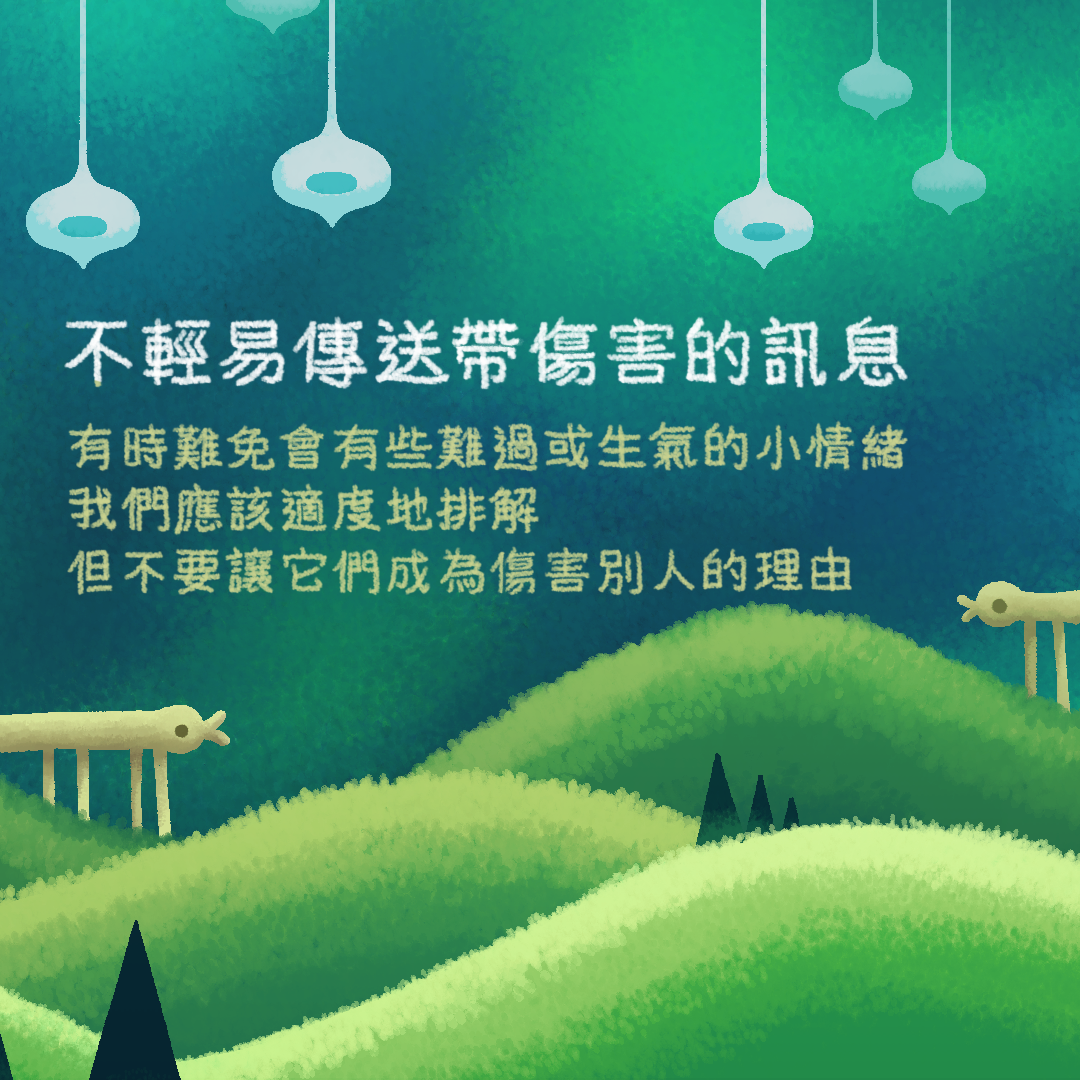 不輕易傳送帶傷害的訊息
有時難免會有些難過或生氣的小情緒
我們應該適度地排解
但不要讓它們成為傷害別人的理由